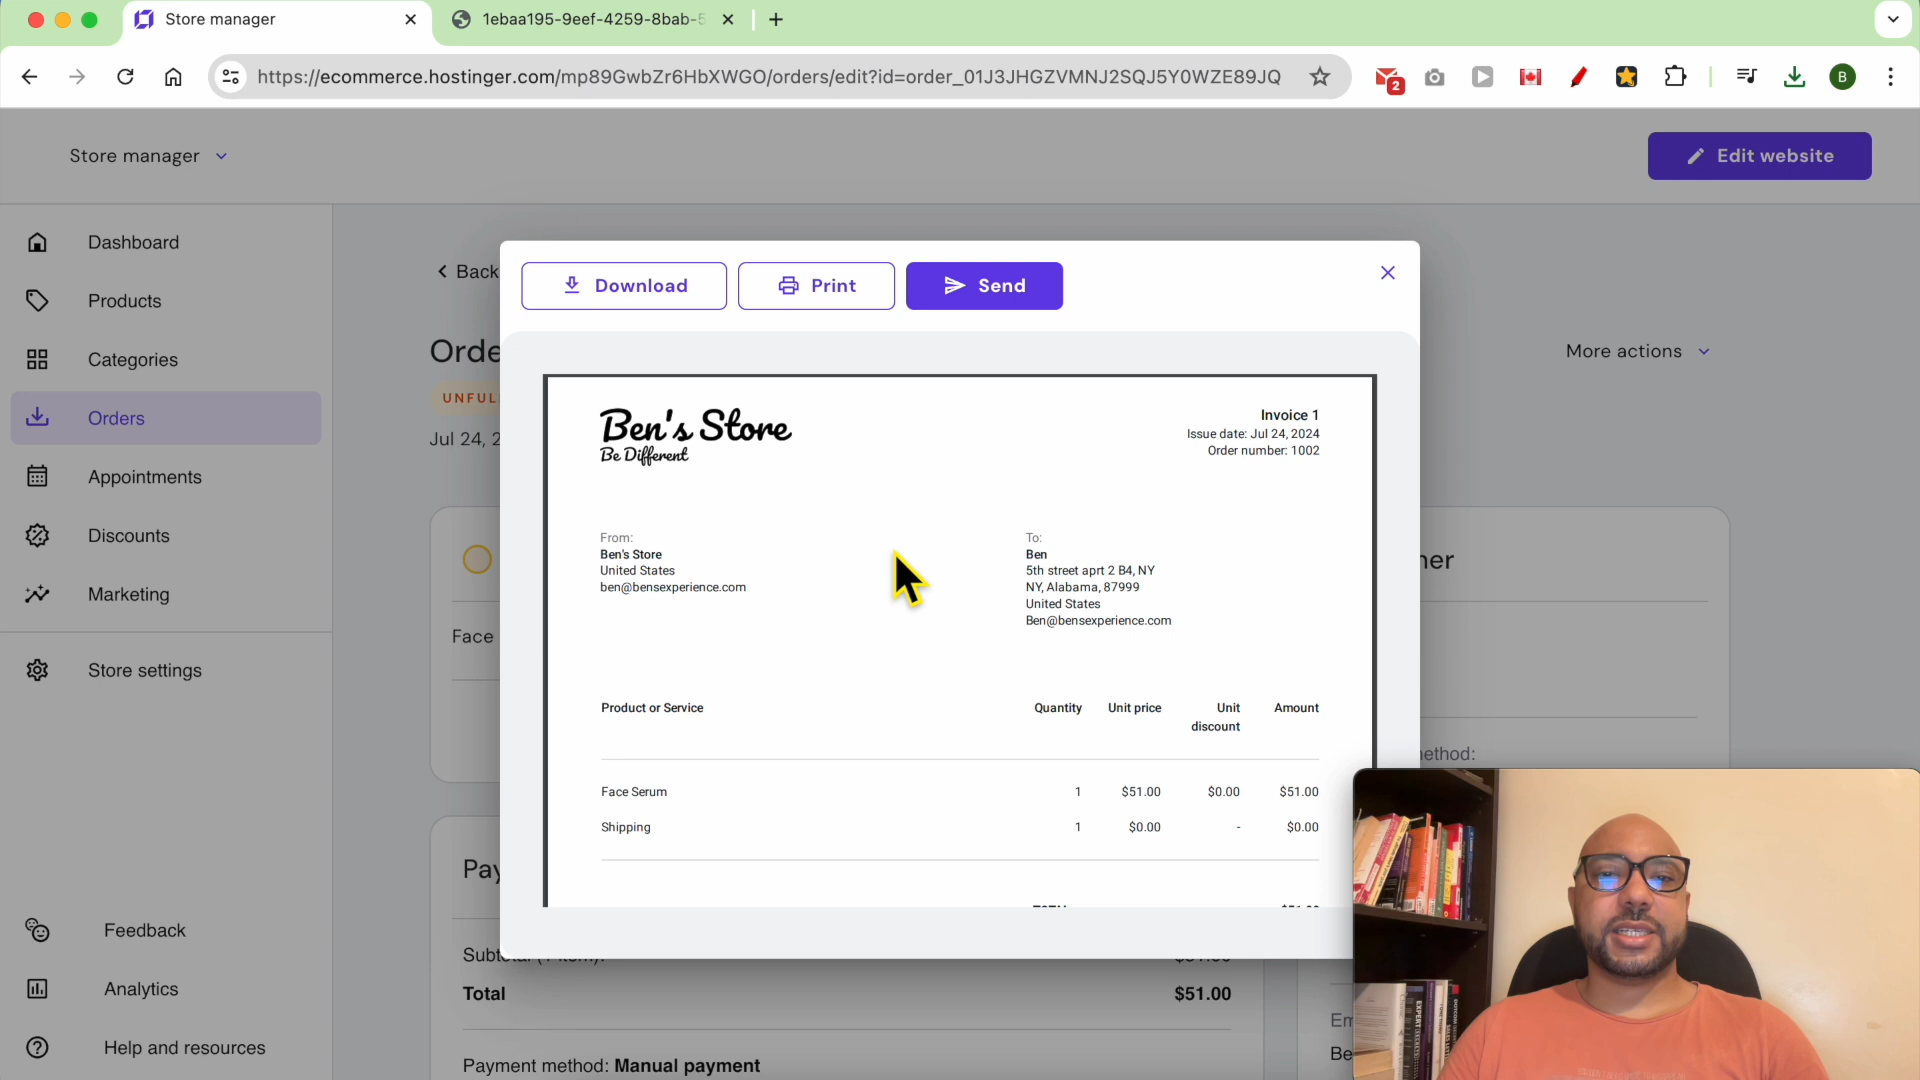 Store manager
1ebaa195-9eef-4259-8bab-5
https://ecommerce.hostinger.com/mp89GwbZr6HbXWGO/orders/edit?id=order_01J3JHGZVMNJ2SQJ5Y0WZE89JQ
2
B
Store manager
Edit website
Dashboard
Products
Categories
Orders
Appointments
Discounts
Marketing
Store settings
Feedback
Analytics
Help and resources
Back
Download
Print
Send
Orde
More actions
UNFUL
Jul 24, 2
Ben's Store
Be Different
Invoice 1
Issue date: Jul 24, 2024
Order number: 1002
From:
Ben's Store
United States
ben@bensexperience.com
To:
Ben
5th street aprt 2 B4, NY
NY, Alabama, 87999
United States
Ben@bensexperience.com
ner
Face
Product or Service Quantity Unit price Unit discount Amount
Face Serum 1 $51.00 $0.00 $51.00
Shipping 1 $0.00 - $0.00
ethod:
Pay
Total $51.00
Payment method: Manual payment
Em
Be
EXPERT